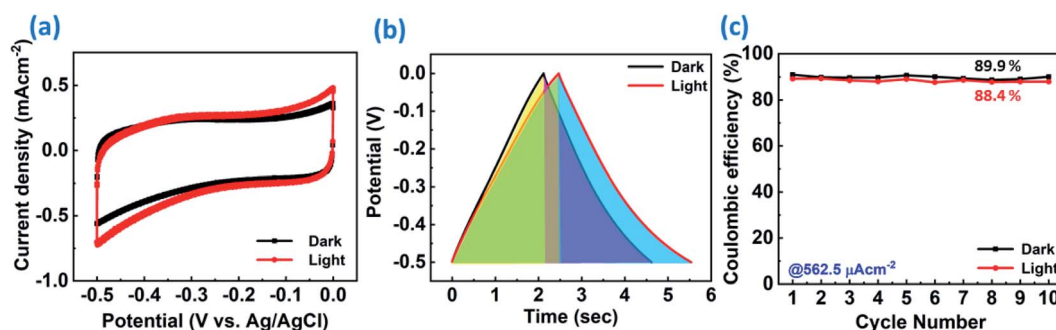 (a)
Current density (mAcm⁻²)
0.5
0.0
-0.5
-1.0
Dark
Light
-0.5 -0.4 -0.3 -0.2 -0.1 0.0
Potential (V vs. Ag/AgCl)
(b)
Potential (V)
0.0
-0.1
-0.2
-0.3
-0.4
-0.5
Dark
Light
0 1 2 3 4 5 6
Time (sec)
(c)
Coulombic efficiency (%)
100
80
60
40
20
0
89.9 %
88.4 %
Dark
Light
@562.5 µAcm⁻²
1 2 3 4 5 6 7 8 9 10
Cycle Number